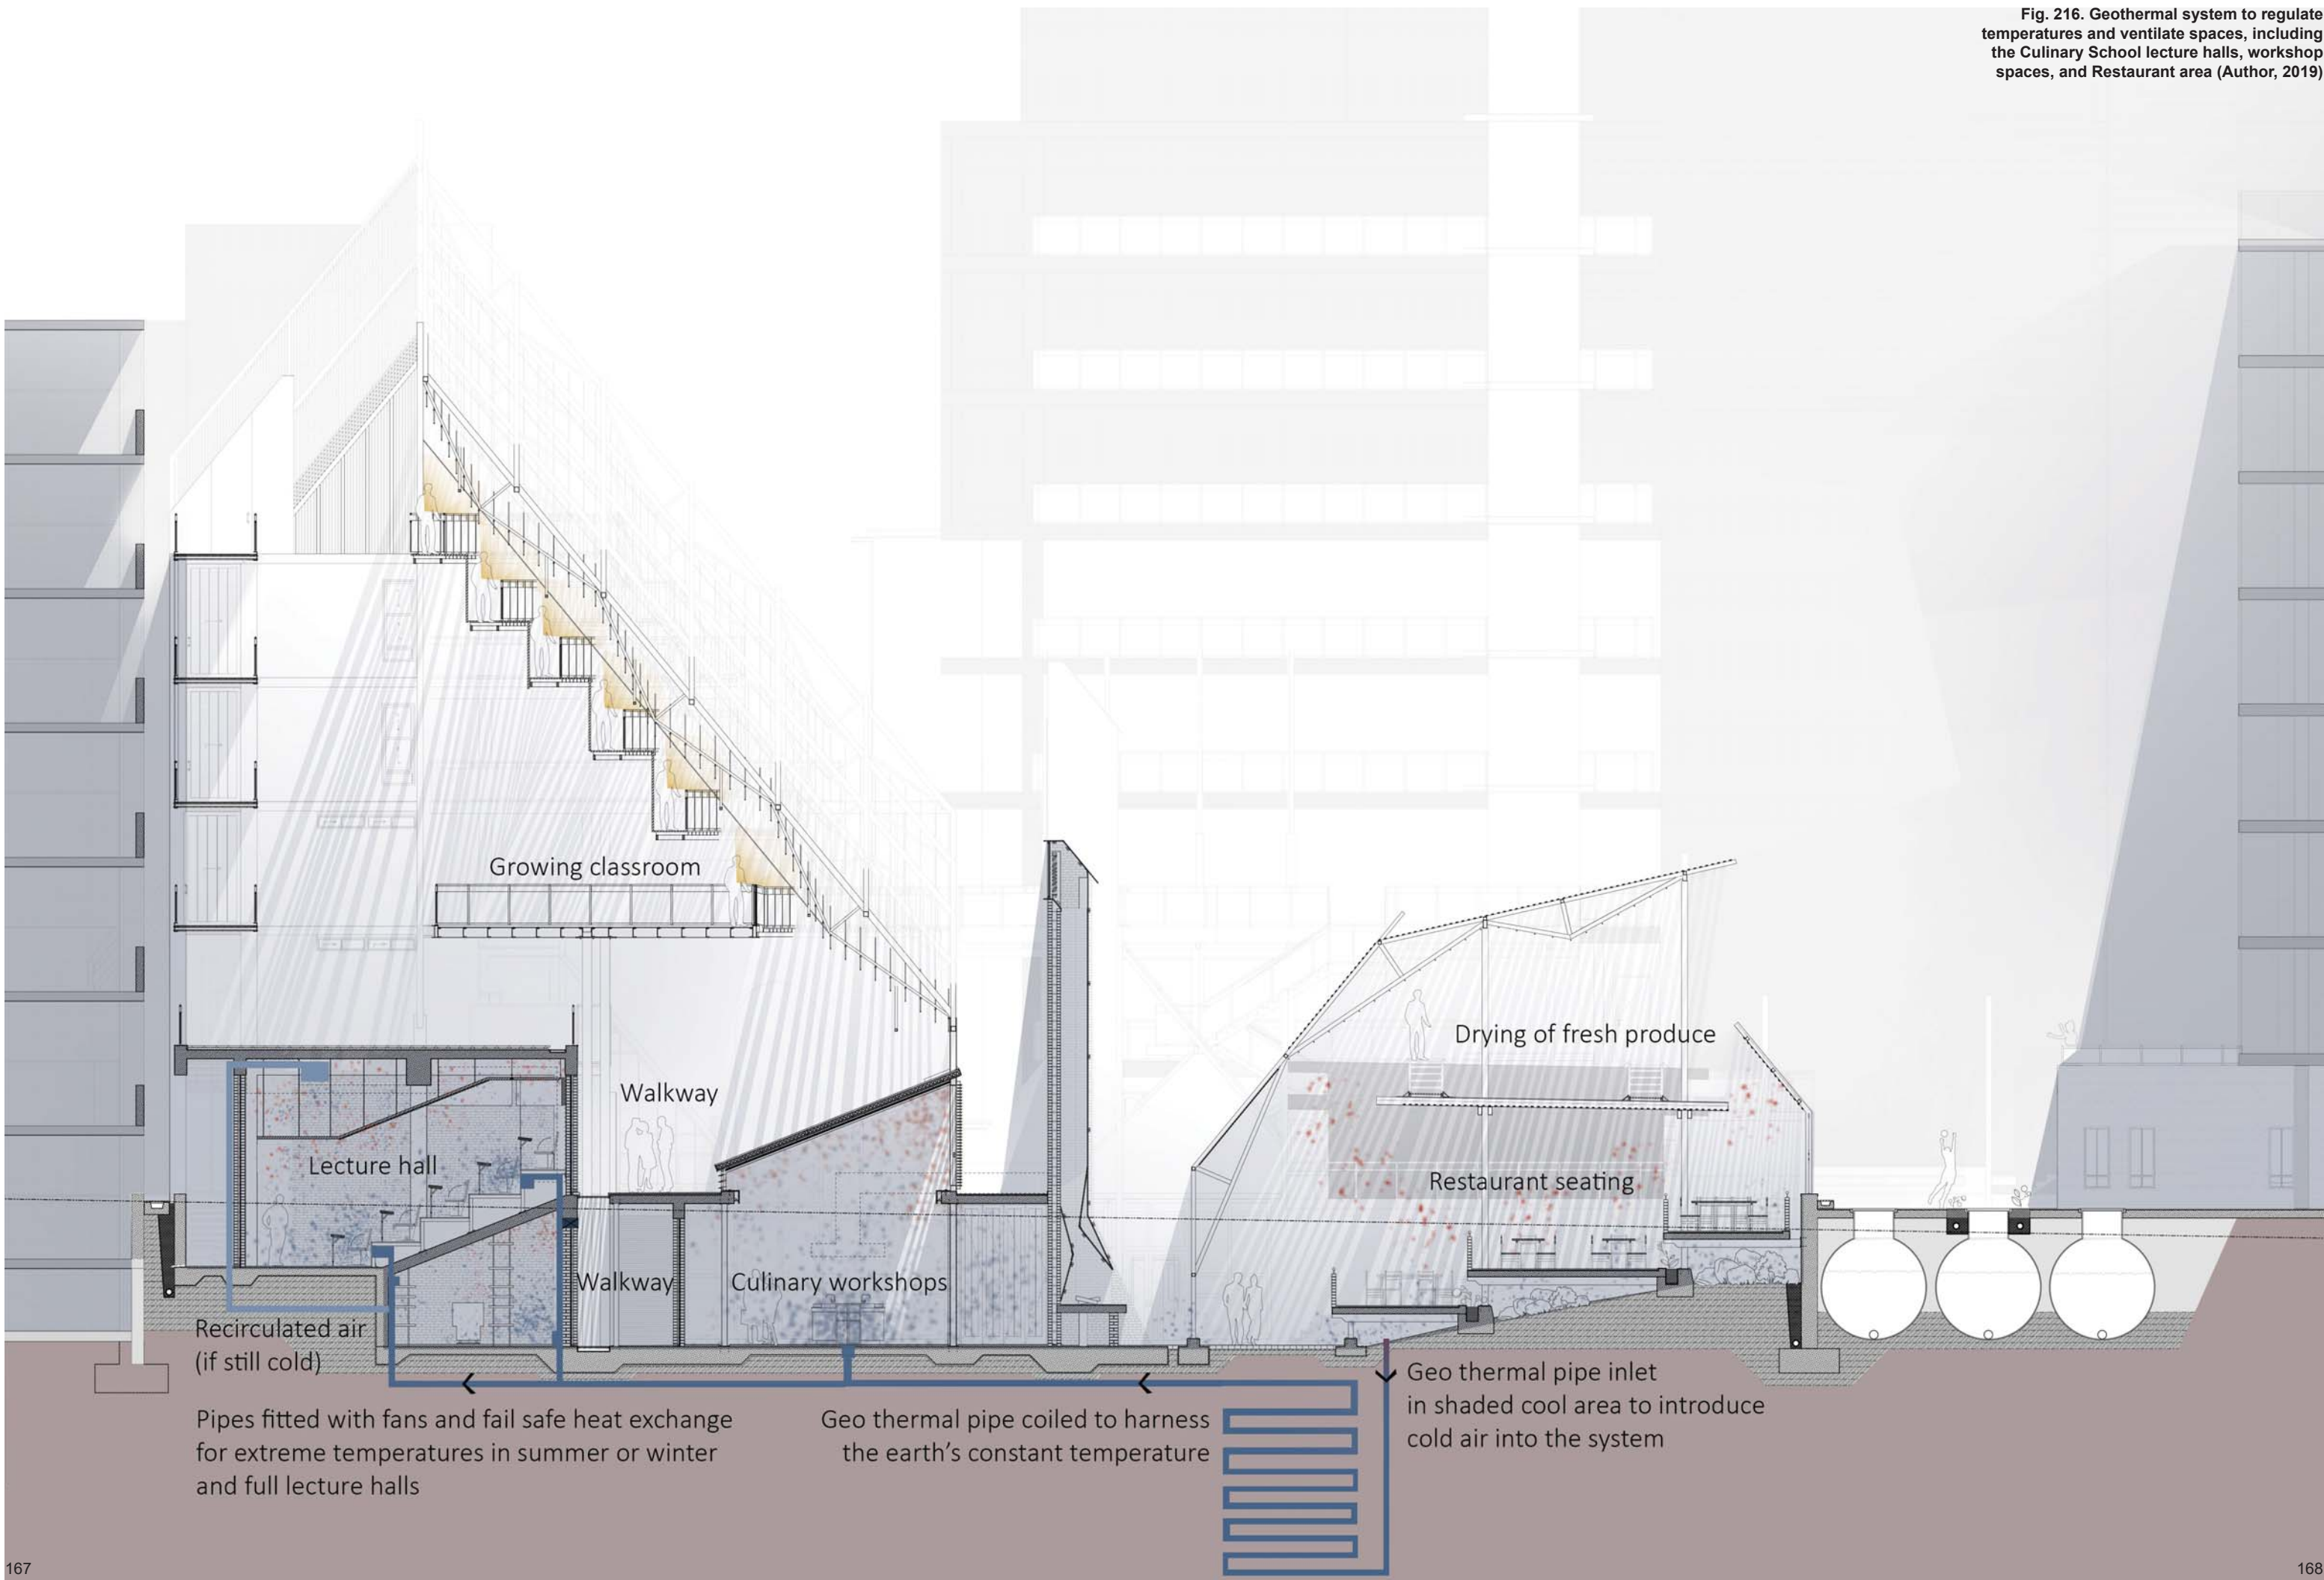 Fig. 216. Geothermal system to regulate
temperatures and ventilate spaces, including
the Culinary School lecture halls, workshop
spaces, and Restaurant area (Author, 2019)
Growing classroom
Drying of fresh produce
Walkway
Lecture hall
Restaurant seating
Walkway
Culinary workshops
Recirculated air
(if still cold)
Geo thermal pipe inlet
in shaded cool area to introduce
cold air into the system
Pipes fitted with fans and fail safe heat exchange
for extreme temperatures in summer or winter
and full lecture halls
Geo thermal pipe coiled to harness
the earth's constant temperature
167
168